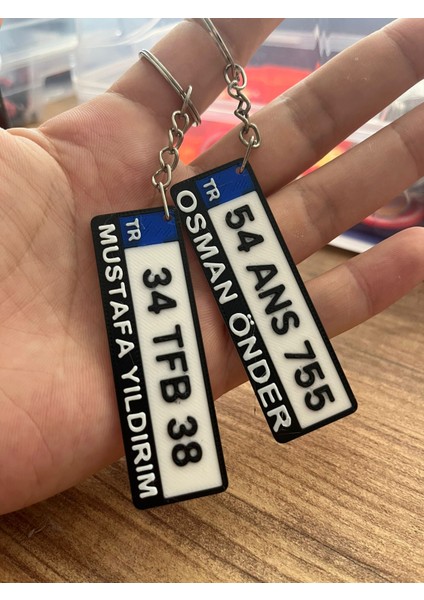 TR
34 TFB 38
MUSTAFA YILDIRIM
TR
54 ANS 755
OSMAN ÖNDER